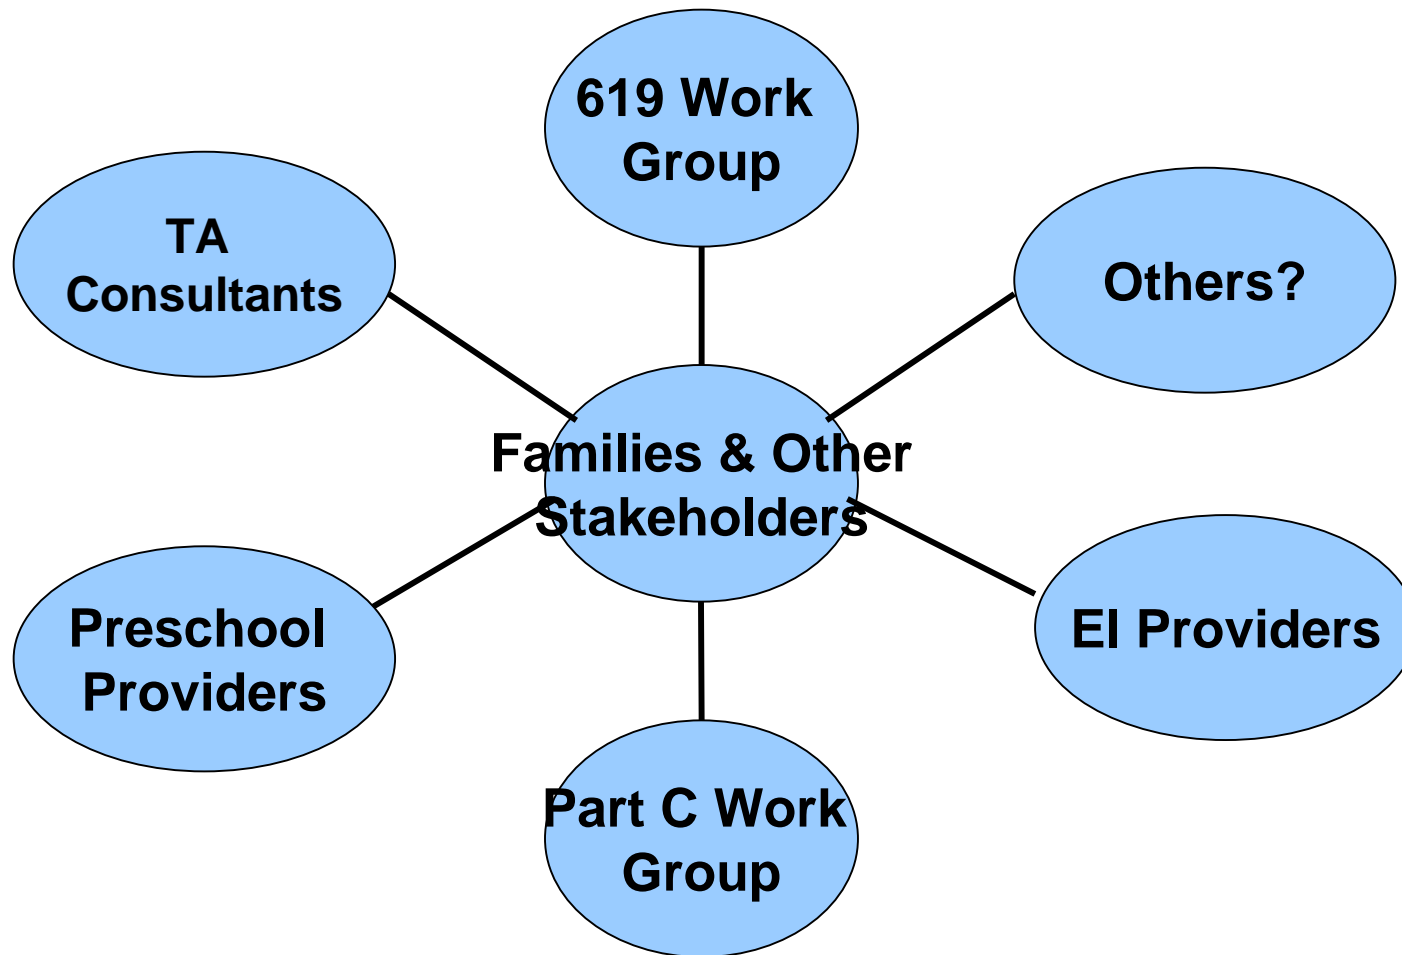 619 Work
Group
TA
Consultants
Others?
Families & Other
Stakeholders
Preschool
Providers
EI Providers
Part C Work
Group